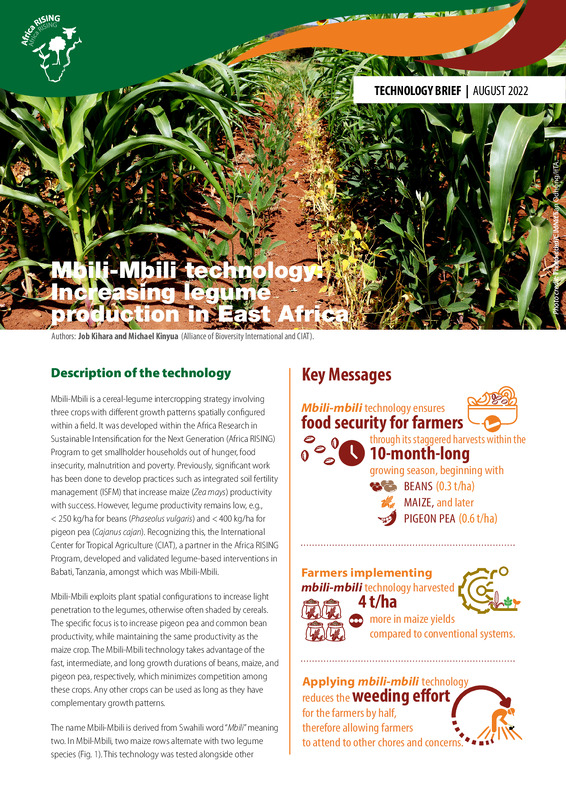 Africa RISING
Africa RISING
TECHNOLOGY BRIEF | AUGUST 2022
Mbili-Mbili technology:
Increasing legume
production in East Africa
Authors: Job Kihara and Michael Kinyua (Alliance of Bioversity International and CIAT).
Description of the technology
Mbili-Mbili is a cereal-legume intercropping strategy involving
three crops with different growth patterns spatially configured
within a field. It was developed within the Africa Research in
Sustainable Intensification for the Next Generation (Africa RISING)
Program to get smallholder households out of hunger, food
insecurity, malnutrition and poverty. Previously, significant work
has been done to develop practices such as integrated soil fertility
management (ISFM) that increase maize (Zea mays) productivity
with success. However, legume productivity remains low, e.g.,
< 250 kg/ha for beans (Phaseolus vulgaris) and < 400 kg/ha for
pigeon pea (Cajanus cajan). Recognizing this, the International
Center for Tropical Agriculture (CIAT), a partner in the Africa RISING
Program, developed and validated legume-based interventions in
Babati, Tanzania, amongst which was Mbili-Mbili.
Mbili-Mbili exploits plant spatial configurations to increase light
penetration to the legumes, otherwise often shaded by cereals.
The specific focus is to increase pigeon pea and common bean
productivity, while maintaining the same productivity as the
maize crop. The Mbili-Mbili technology takes advantage of the
fast, intermediate, and long growth durations of beans, maize, and
pigeon pea, respectively, which minimizes competition among
these crops. Any other crops can be used as long as they have
complementary growth patterns.
The name Mbili-Mbili is derived from Swahili word "Mbili" meaning
two. In Mbil-Mbili, two maize rows alternate with two legume
species (Fig. 1). This technology was tested alongside other
Key Messages
Mbili-mbili technology ensures
food security for farmers
through its staggered harvests within the
10-month-long
growing season, beginning with
BEANS (0.3 t/ha)
MAIZE, and later
PIGEON PEA (0.6 t/ha)
Farmers implementing
mbili-mbili technology harvested
4 t/ha
more in maize yields
compared to conventional systems.
Applying mbili-mbili technology
reduces the weeding effort
for the farmers by half,
therefore allowing farmers
to attend to other chores and concerns.